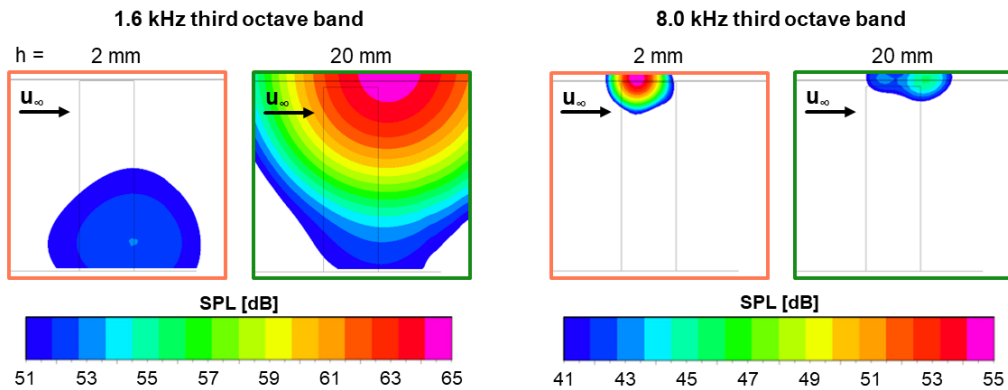 1.6 kHz third octave band 8.0 kHz third octave band
h = 2 mm 20 mm 2 mm 20 mm
u∞ u∞ u∞ u∞
SPL [dB] SPL [dB]
51 53 55 57 59 61 63 65 41 43 45 47 49 51 53 55